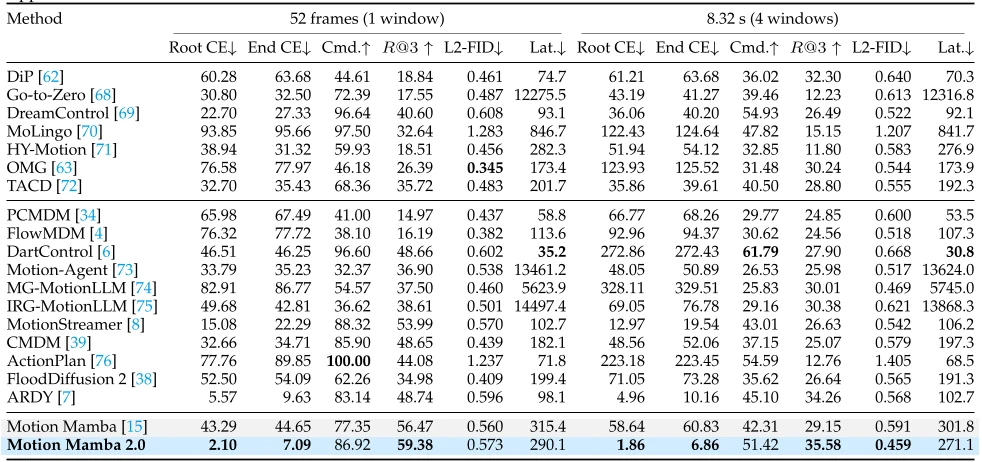 Method 52 frames (1 window) 8.32 s (4 windows)
Root CE↓ End CE↓ Cmd.↑ R@3 ↑ L2-FID↓ Lat.↓ Root CE↓ End CE↓ Cmd.↑ R@3 ↑ L2-FID↓ Lat.↓
DiP [62] 60.28 63.68 44.61 18.84 0.461 74.7 61.21 63.68 36.02 32.30 0.640 70.3
Go-to-Zero [68] 30.80 32.50 72.39 17.55 0.487 12275.5 43.19 41.27 39.46 12.23 0.613 12316.8
DreamControl [69] 22.70 27.33 96.64 40.60 0.608 93.1 36.06 40.20 54.93 26.49 0.522 92.1
MoLingo [70] 93.85 95.66 97.50 32.64 1.283 846.7 122.43 124.64 47.82 15.15 1.207 841.7
HY-Motion [71] 38.94 31.32 59.93 18.51 0.456 282.3 51.94 54.12 32.85 11.80 0.583 276.9
OMG [63] 76.58 77.97 46.18 26.39 0.345 173.4 123.93 125.52 31.48 30.24 0.544 173.9
TACD [72] 32.70 35.43 68.36 35.72 0.483 201.7 35.86 39.61 40.50 28.80 0.555 192.3
PCMDM [34] 65.98 67.49 41.00 14.97 0.437 58.8 66.77 68.26 29.77 24.85 0.600 53.5
FlowMDM [4] 76.32 77.72 38.10 16.19 0.382 113.6 92.96 94.37 30.62 24.56 0.518 107.3
DartControl [6] 46.51 46.25 96.60 48.66 0.602 35.2 272.86 272.43 61.79 27.90 0.668 30.8
Motion-Agent [73] 33.79 35.23 32.37 36.90 0.538 13461.2 48.05 50.89 26.53 25.98 0.517 13624.0
MG-MotionLLM [74] 82.91 86.77 54.57 37.50 0.460 5623.9 328.11 329.51 25.83 30.01 0.469 5745.0
IRG-MotionLLM [75] 49.68 42.81 36.62 38.61 0.501 14497.4 69.05 76.78 29.16 30.38 0.621 13868.3
MotionStreamer [8] 15.08 22.29 88.32 53.99 0.570 102.7 12.97 19.54 43.01 26.63 0.542 106.2
CMDM [39] 32.66 34.71 85.90 48.65 0.439 182.1 48.56 52.06 37.15 25.07 0.579 197.3
ActionPlan [76] 77.76 89.85 100.00 44.08 1.237 71.8 223.18 223.45 54.59 12.76 1.405 68.5
FloodDiffusion 2 [38] 52.50 54.09 62.26 34.98 0.409 199.4 71.05 73.28 35.62 26.64 0.565 191.3
ARDY [7] 5.57 9.63 83.14 48.74 0.596 98.1 4.96 10.16 45.10 34.26 0.568 102.7
Motion Mamba [15] 43.29 44.65 77.35 56.47 0.560 315.4 58.64 60.83 42.31 29.15 0.591 301.8
Motion Mamba 2.0 2.10 7.09 86.92 59.38 0.573 290.1 1.86 6.86 51.42 35.58 0.459 271.1